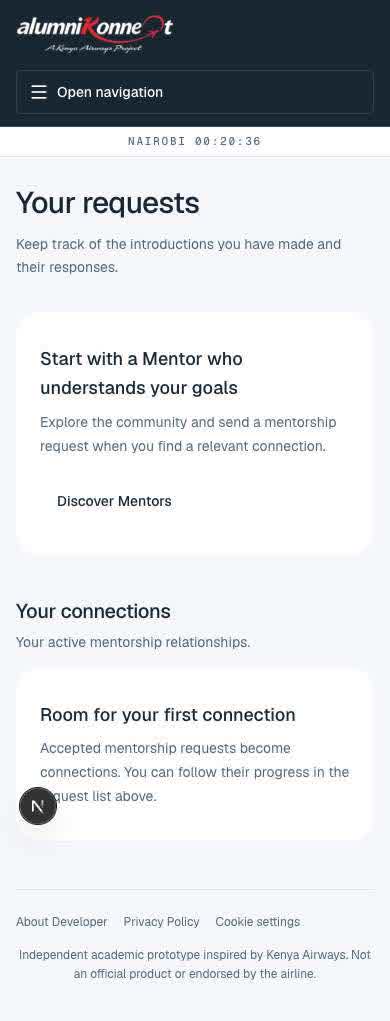 alumniKonnect
A Kenya Airways Project
Open navigation
NAIROBI 00:20:36
Your requests
Keep track of the introductions you have made and
their responses.
Start with a Mentor who
understands your goals
Explore the community and send a mentorship
request when you find a relevant connection.
Discover Mentors
Your connections
Your active mentorship relationships.
Room for your first connection
Accepted mentorship requests become
connections. You can follow their progress in the
quest list above.
N
About Developer Privacy Policy Cookie settings
Independent academic prototype inspired by Kenya Airways. Not
an official product or endorsed by the airline.